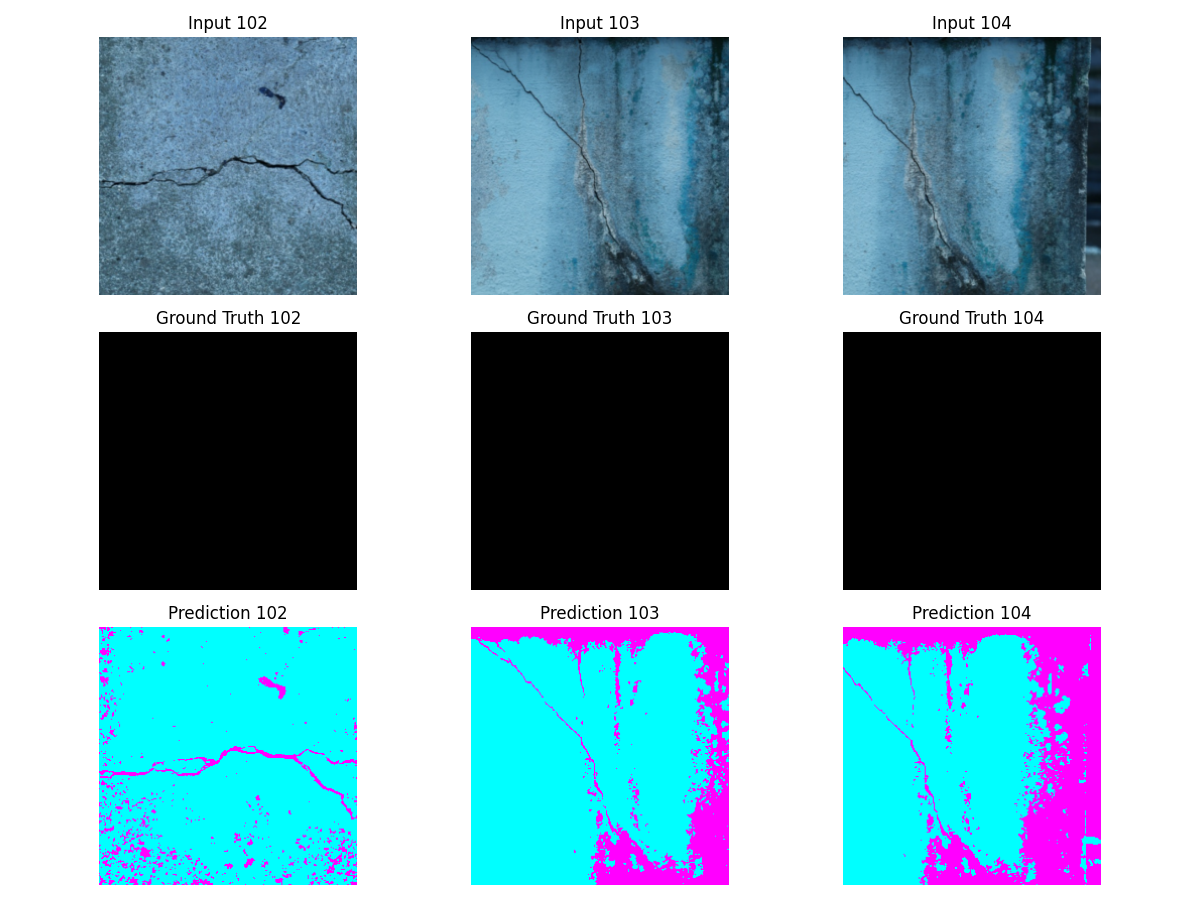 Input 102
Input 103
Input 104
Ground Truth 102
Ground Truth 103
Ground Truth 104
Prediction 102
Prediction 103
Prediction 104